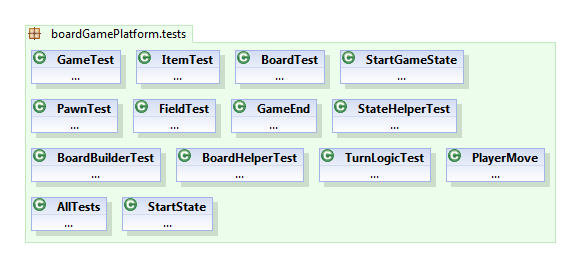 boardGamePlatform.tests
C GameTest C ItemTest C BoardTest C StartGameState
... ... ... ...
C PawnTest C FieldTest C GameEnd C StateHelperTest
... ... ... ...
C BoardBuilderTest C BoardHelperTest C TurnLogicTest C PlayerMove
... ... ... ...
C AllTests C StartState
... ...